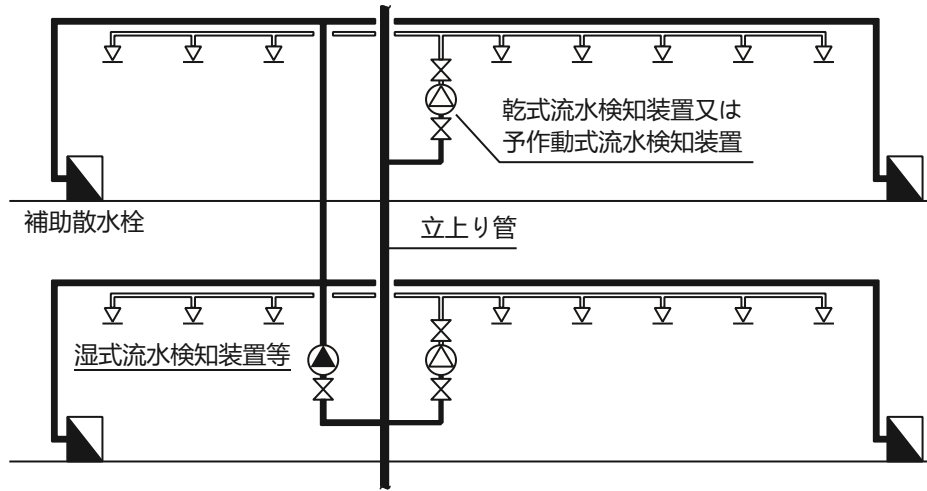 乾式流水検知装置又は
予作動式流水検知装置
補助散水栓
立上り管
湿式流水検知装置等